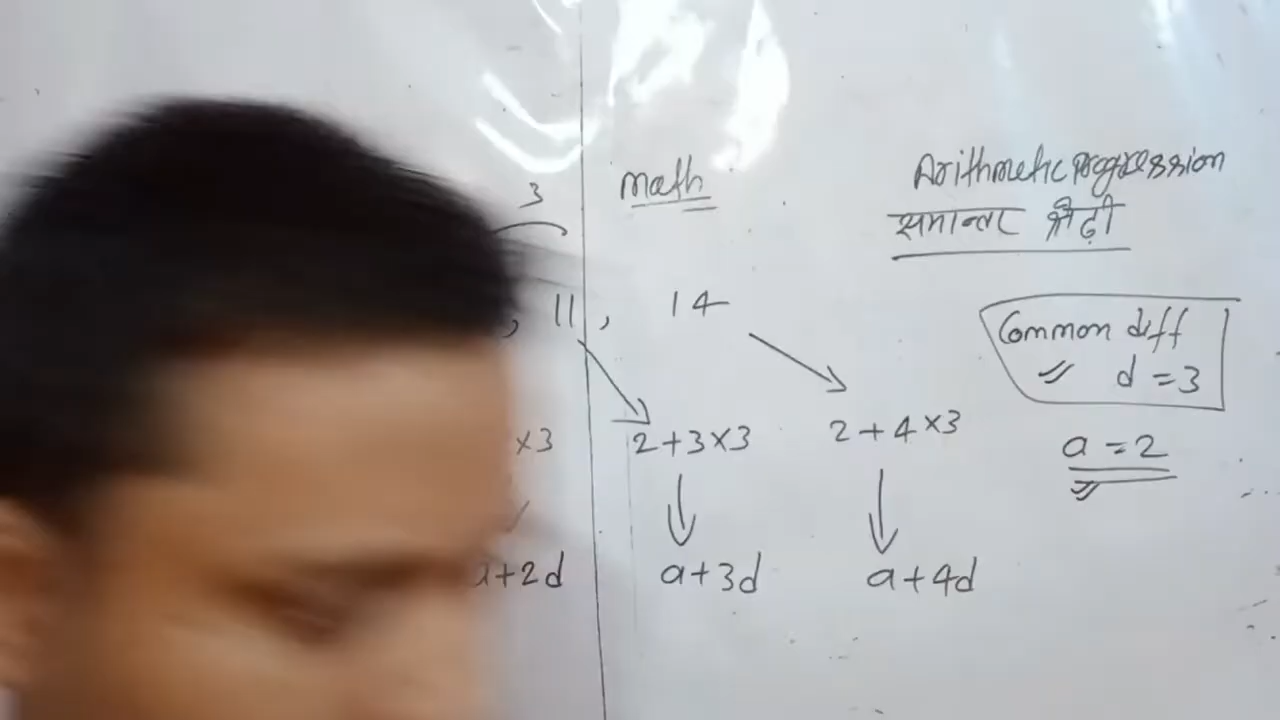 math
Arithmetic progression
समान्तर श्रेढ़ी
3
, 11, 14
Common diff
d = 3
×3
2+3×3
2+4×3
a = 2
a+2d
a+3d
a+4d